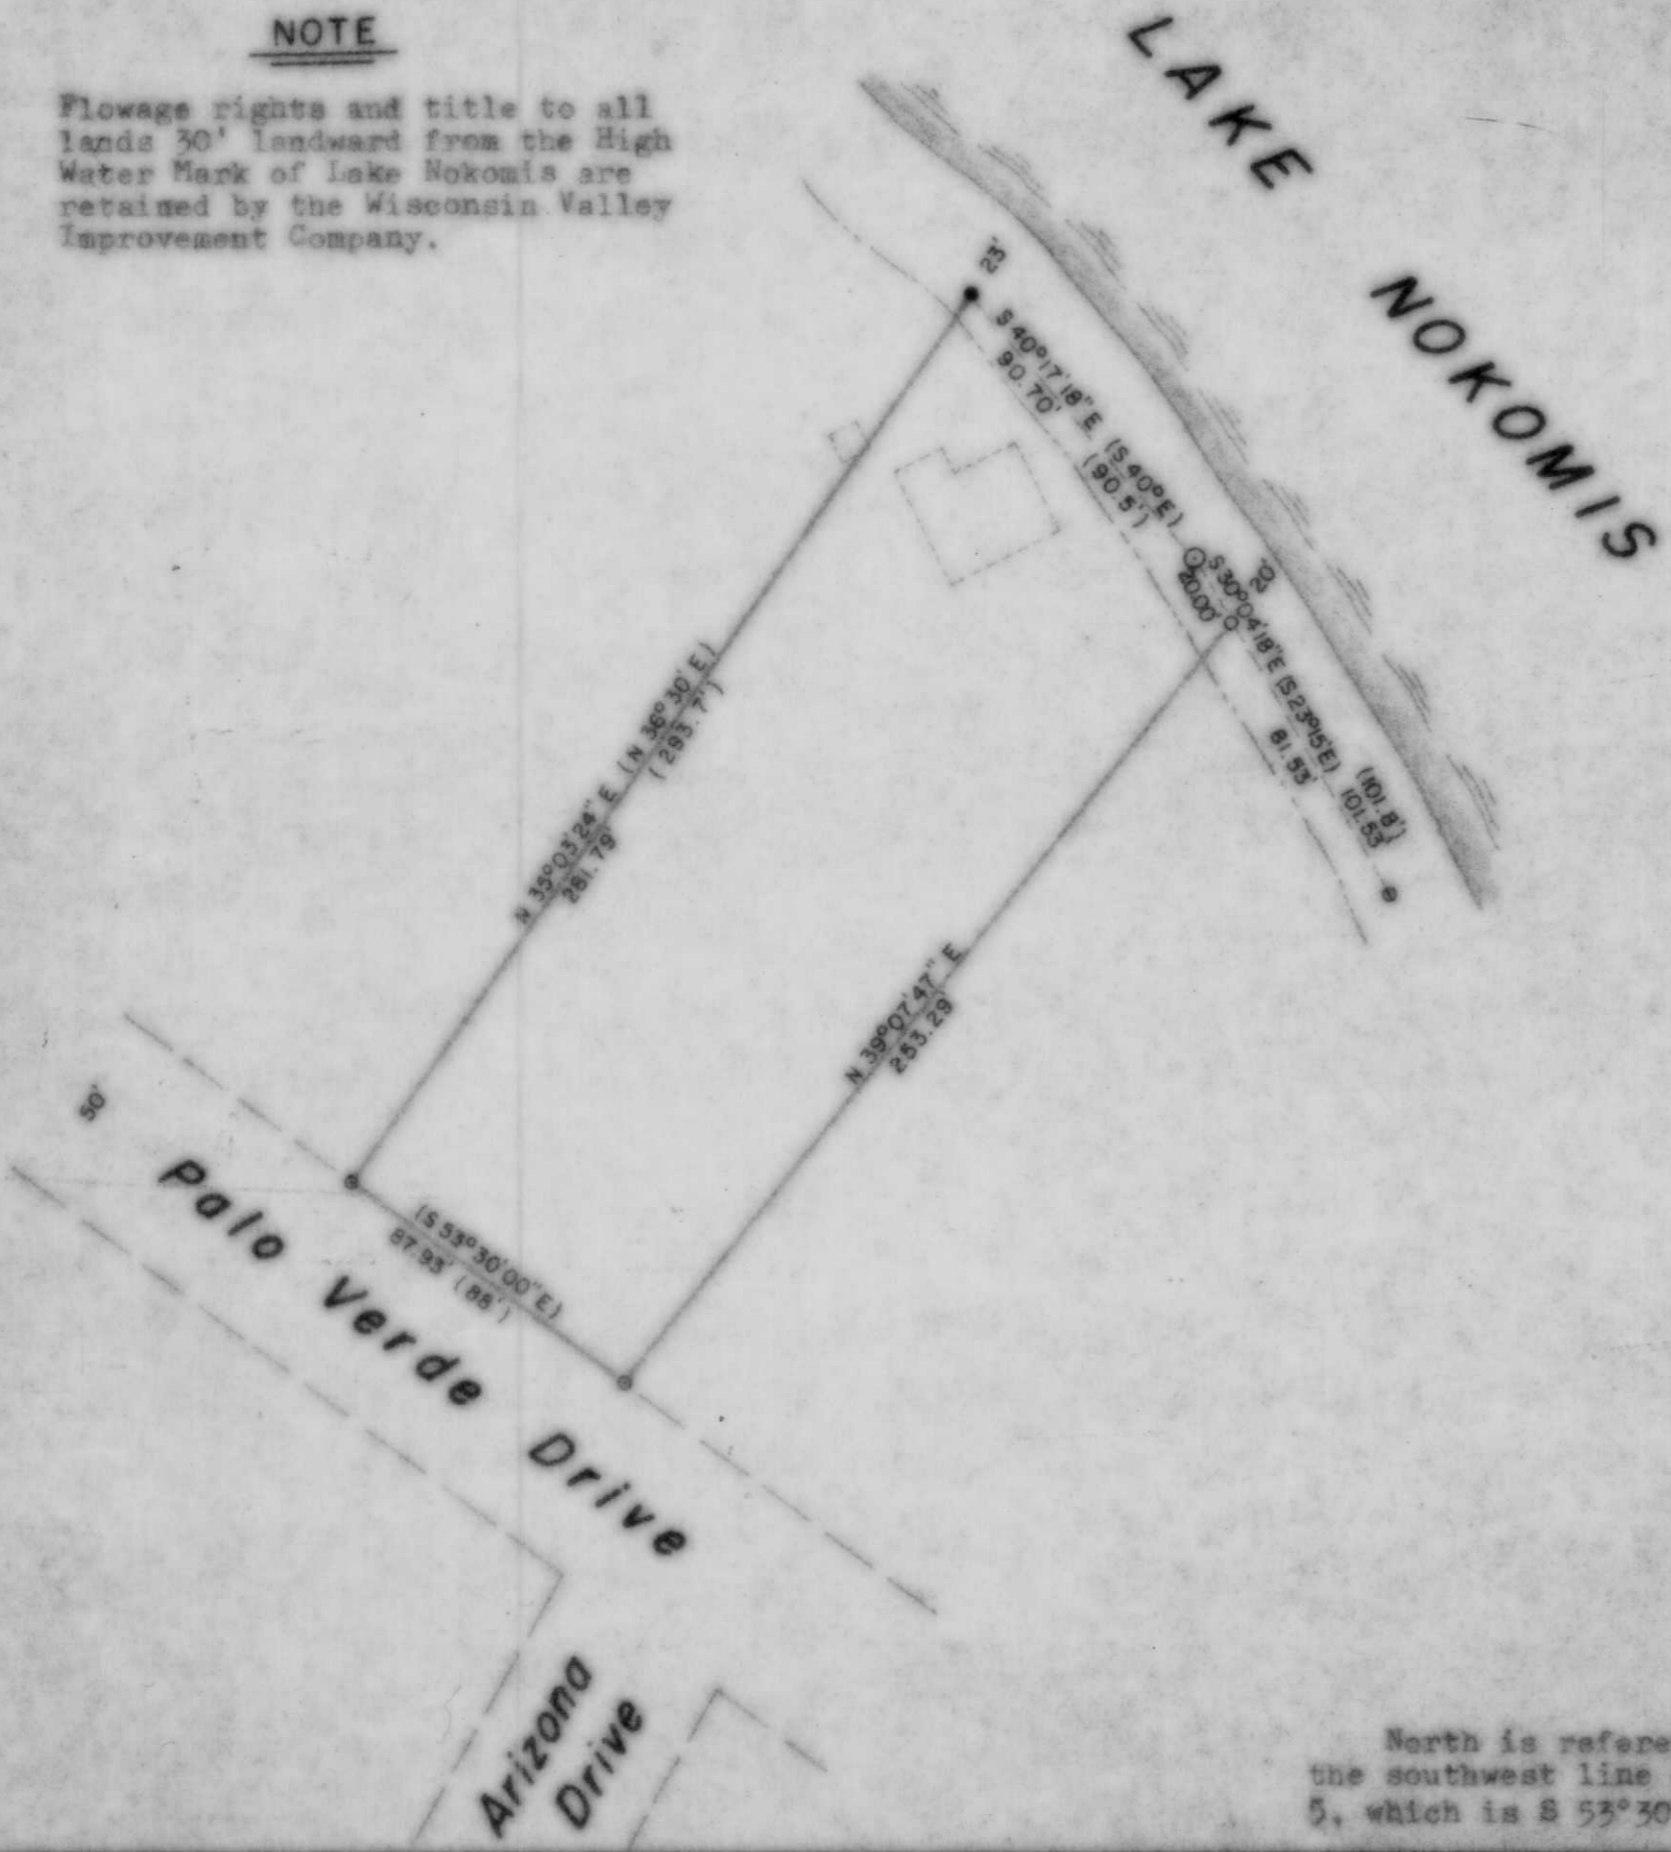 NOTE
Flowage rights and title to all
lands 30' landward from the High
Water Mark of Lake Nokomis are
retained by the Wisconsin Valley
Improvement Company.
LAKE NOKOMIS
25'
S 40°17'18" E (S 40° E)
90.70' (90.5')
20'
S 30°04'18" E (S 23°15' E)
20.00' 81.53'
(101.8')
101.53'
N 35°03'24" E (N 36°30' E)
281.79' (293.7')
N 39°07'47" E
253.29'
50'
(S 53°30'00" E)
87.93' (88')
Palo Verde Drive
Arizona
Drive
North is refere
the southwest line
5, which is S 53°30